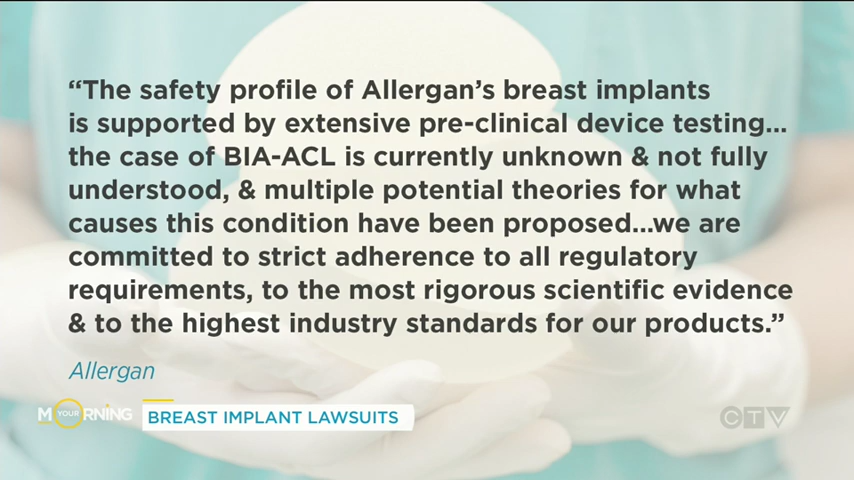 “The safety profile of Allergan’s breast implants
is supported by extensive pre-clinical device testing...
the case of BIA-ACL is currently unknown & not fully
understood, & multiple potential theories for what
causes this condition have been proposed...we are
committed to strict adherence to all regulatory
requirements, to the most rigorous scientific evidence
& to the highest industry standards for our products.”
Allergan
YOUR MORNING
BREAST IMPLANT LAWSUITS
CTV